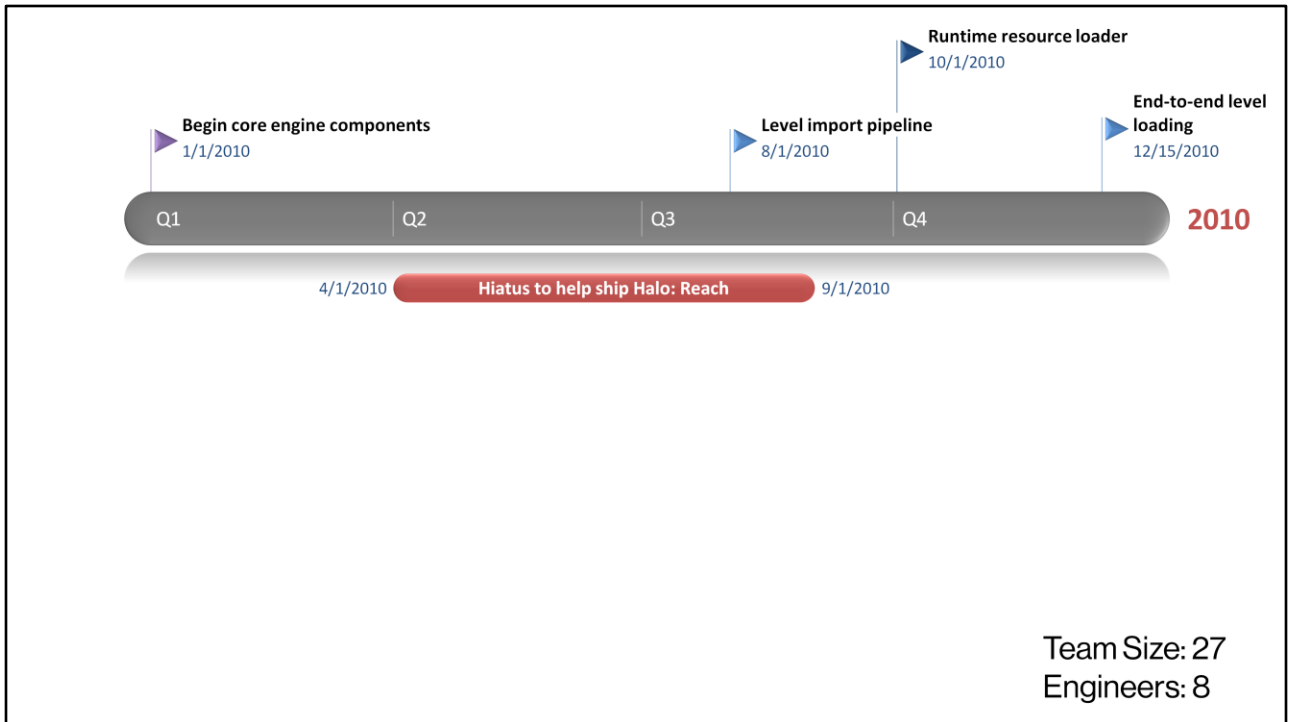 Runtime resource loader
10/1/2010
Begin core engine components
1/1/2010
Level import pipeline
8/1/2010
End-to-end level
loading
12/15/2010
Q1
Q2
Q3
Q4
2010
4/1/2010
Hiatus to help ship Halo: Reach
9/1/2010
Team Size: 27
Engineers: 8